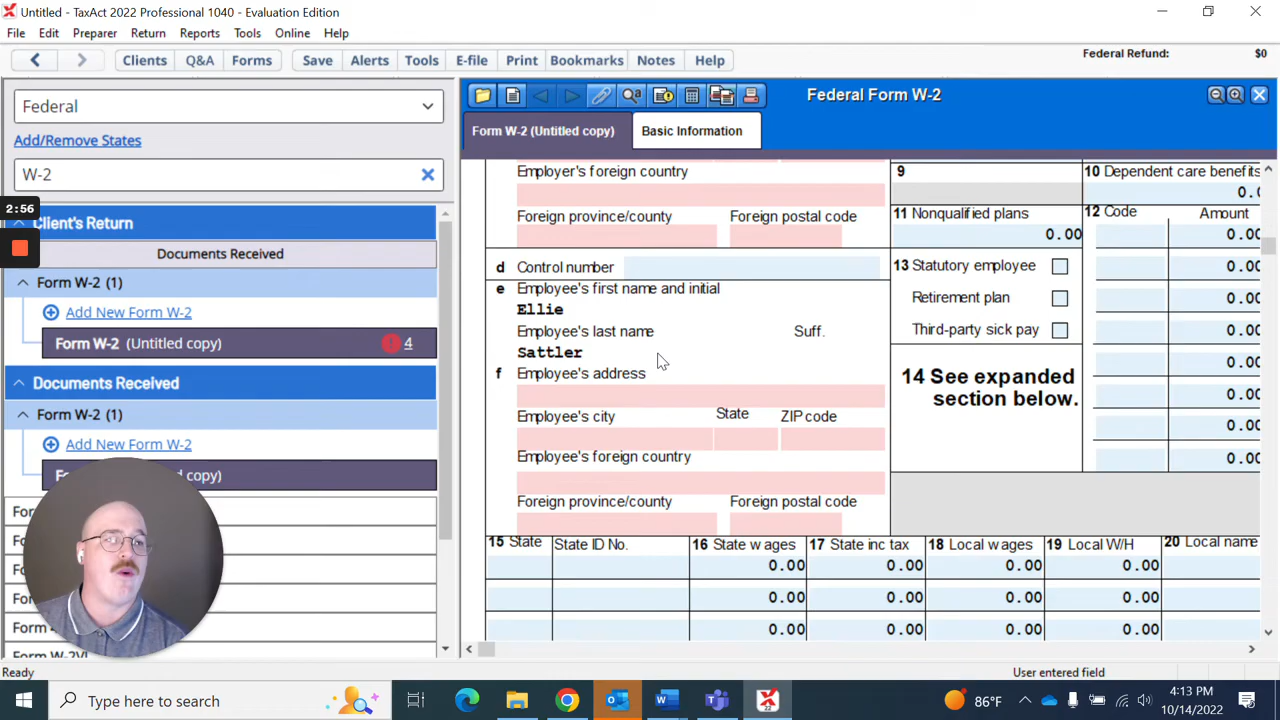 Untitled - TaxAct 2022 Professional 1040 - Evaluation Edition
File Edit Preparer Return Reports Tools Online Help
Clients Q&A Forms Save Alerts Tools E-file Print Bookmarks Notes Help
Federal Refund: $0
Federal
Add/Remove States
W-2
2:56
Client's Return
Documents Received
Form W-2 (1)
Add New Form W-2
Form W-2 (Untitled copy) 4
Documents Received
Form W-2 (1)
Add New Form W-2
copy)
Form
Federal Form W-2
Form W-2 (Untitled copy) Basic Information
Employer's foreign country
Foreign province/county Foreign postal code
d Control number
e Employee's first name and initial
Ellie
Employee's last name Suff.
Sattler
f Employee's address
Employee's city State ZIP code
Employee's foreign country
Foreign province/county Foreign postal code
9 10 Dependent care benefits
0.0
11 Nonqualified plans 12 Code Amount
0.00 0.00
13 Statutory employee 0.00
Retirement plan 0.00
Third-party sick pay 0.00
0.00
14 See expanded
section below. 0.00
0.00
0.00
15 State State ID No. 16 State wages 17 State inc tax 18 Local wages 19 Local W/H 20 Local name
0.00 0.00 0.00 0.00
0.00 0.00 0.00 0.00
0.00 0.00 0.00 0.00
Ready User entered field
Type here to search
86°F
4:13 PM
10/14/2022
22